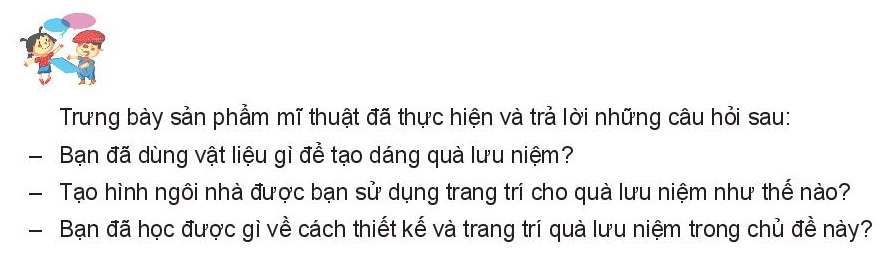 Trưng bày sản phẩm mĩ thuật đã thực hiện và trả lời những câu hỏi sau:
– Bạn đã dùng vật liệu gì để tạo dáng quà lưu niệm?
– Tạo hình ngôi nhà được bạn sử dụng trang trí cho quà lưu niệm như thế nào?
– Bạn đã học được gì về cách thiết kế và trang trí quà lưu niệm trong chủ đề này?